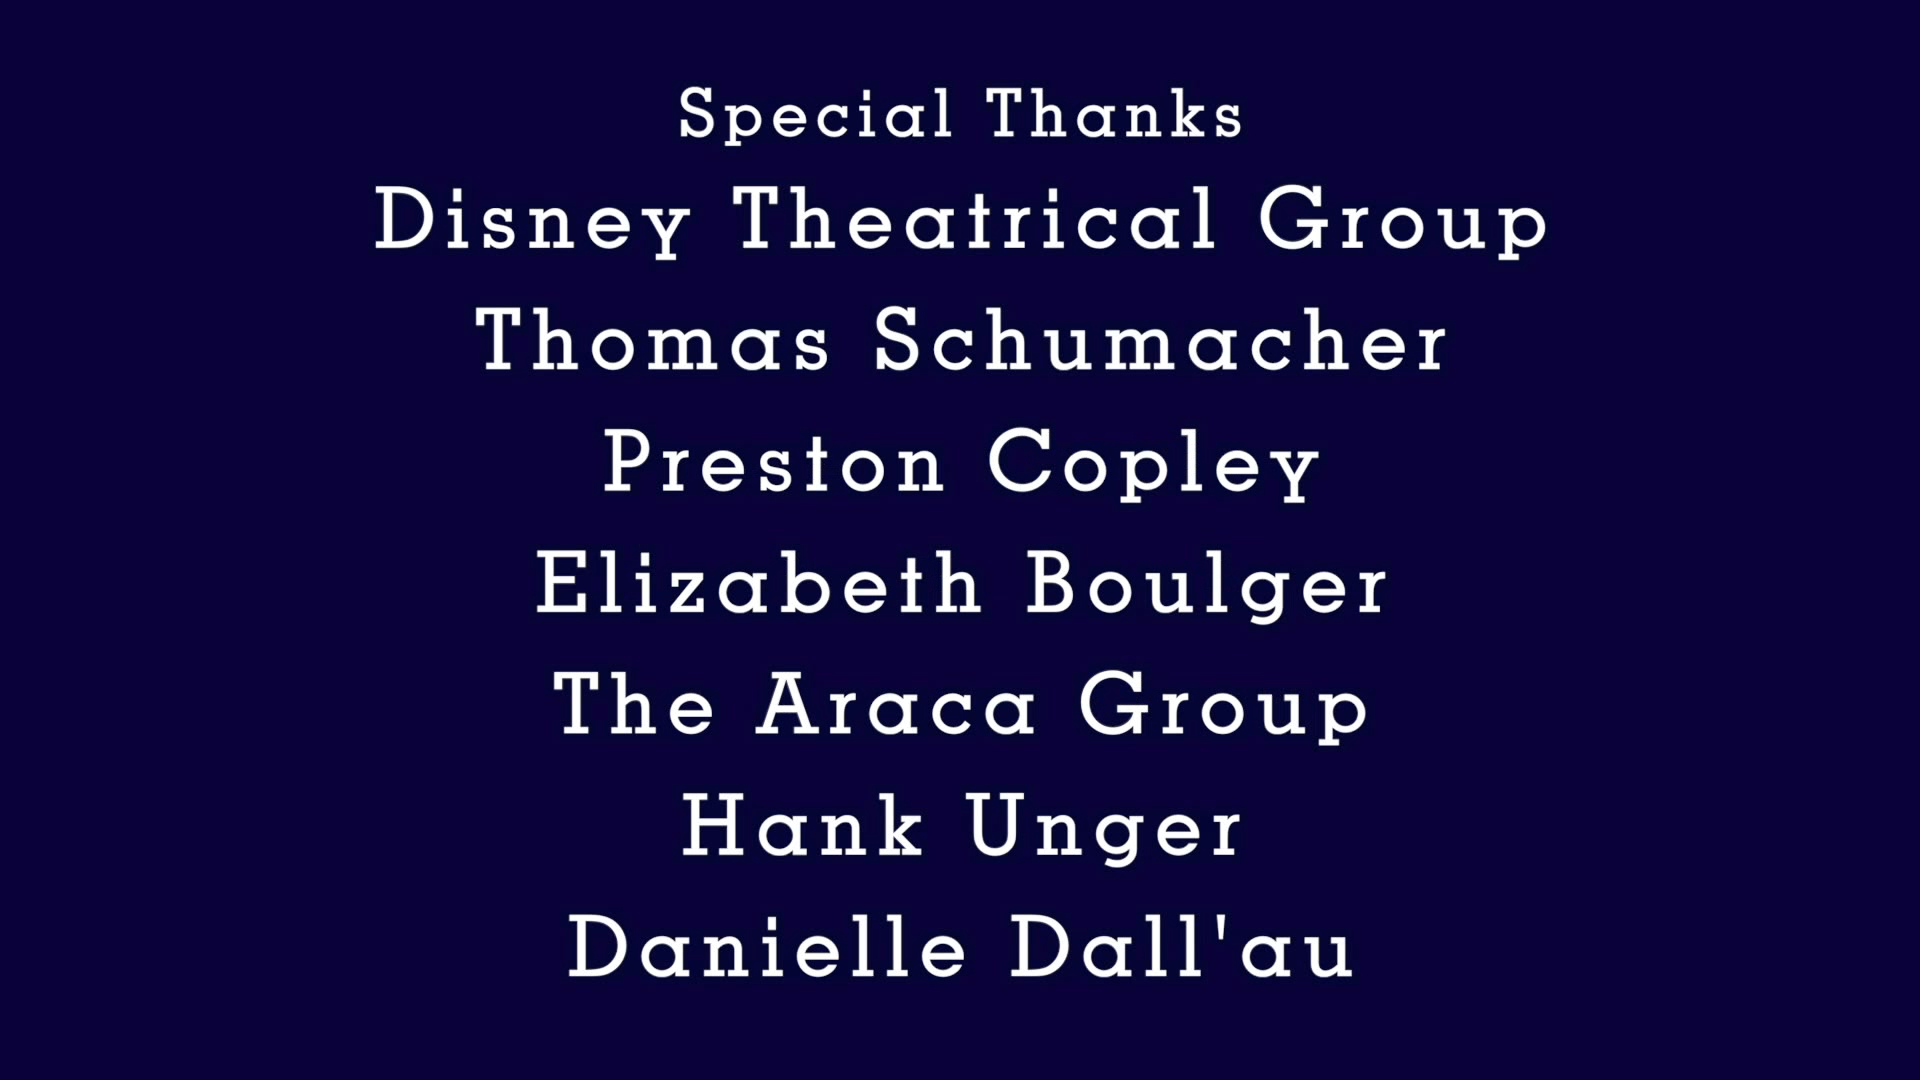 Special Thanks
Disney Theatrical Group
Thomas Schumacher
Preston Copley
Elizabeth Boulger
The Araca Group
Hank Unger
Danielle Dall'au